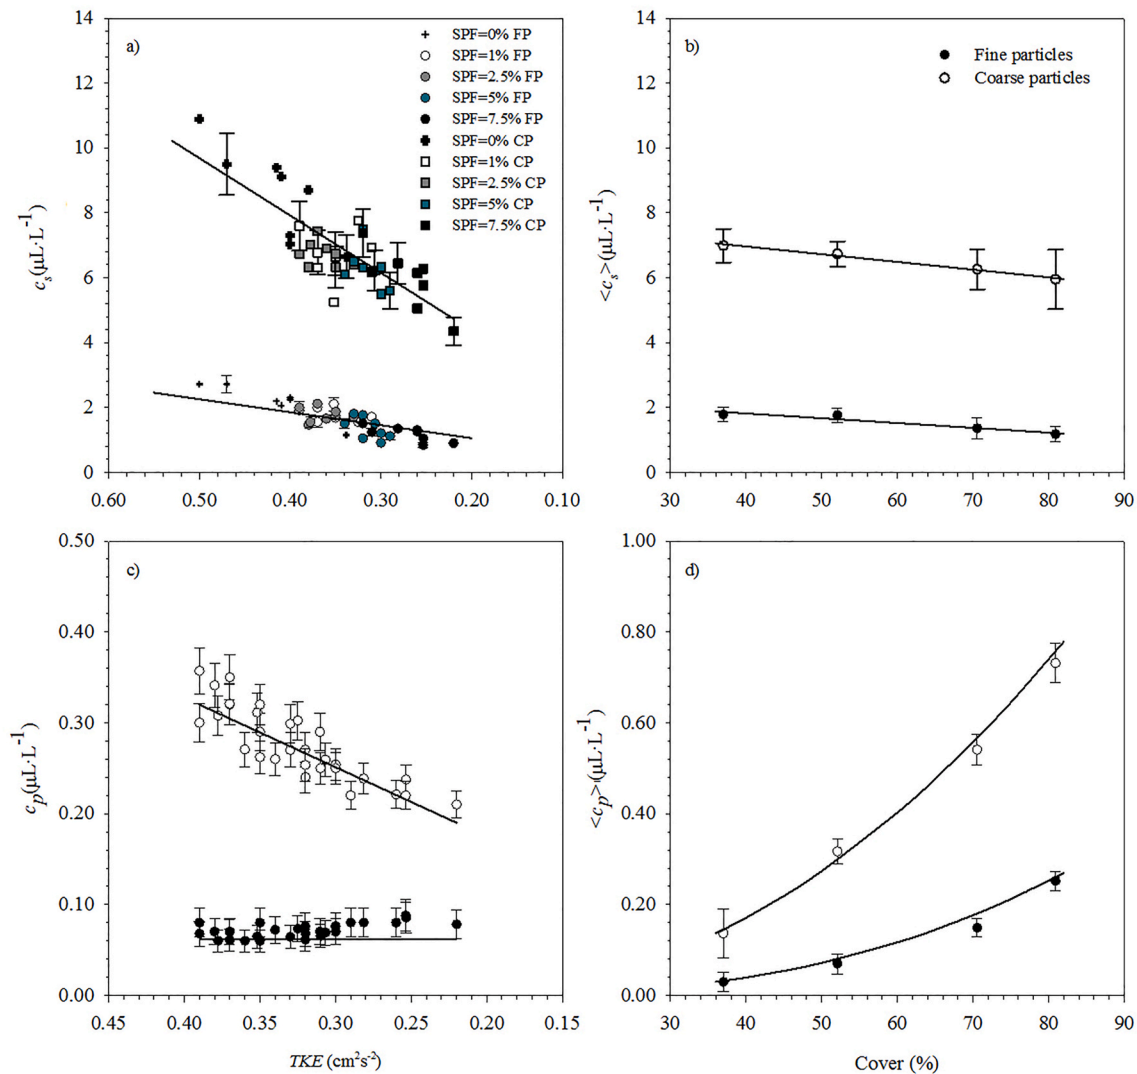 a)
SPF=0% FP
SPF=1% FP
SPF=2.5% FP
SPF=5% FP
SPF=7.5% FP
SPF=0% CP
SPF=1% CP
SPF=2.5% CP
SPF=5% CP
SPF=7.5% CP
14
12
10
8
6
4
2
0
cs(µL·L-1)
0.60
0.50
0.40
0.30
0.20
0.10
b)
Fine particles
Coarse particles
14
12
10
8
6
4
2
0
<cs>(µL·L-1)
30
40
50
60
70
80
90
c)
0.50
0.40
0.30
0.20
0.10
0.00
cp(µL·L-1)
0.45
0.40
0.35
0.30
0.25
0.20
0.15
TKE (cm2s-2)
d)
1.00
0.80
0.60
0.40
0.20
0.00
<cp>(µL·L-1)
30
40
50
60
70
80
90
Cover (%)